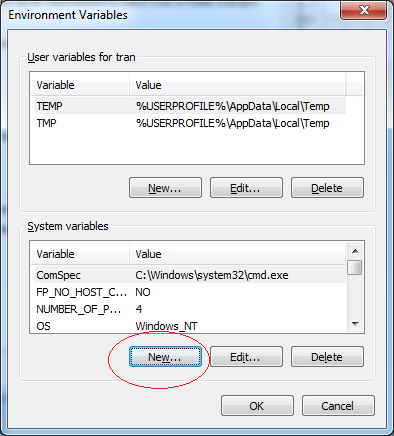 Environment Variables
User variables for tran
Variable Value
TEMP %USERPROFILE%\AppData\Local\Temp
TMP %USERPROFILE%\AppData\Local\Temp
New... Edit... Delete
System variables
Variable Value
ComSpec C:\Windows\system32\cmd.exe
FP_NO_HOST_C... NO
NUMBER_OF_P... 4
OS Windows_NT
New... Edit... Delete
OK Cancel